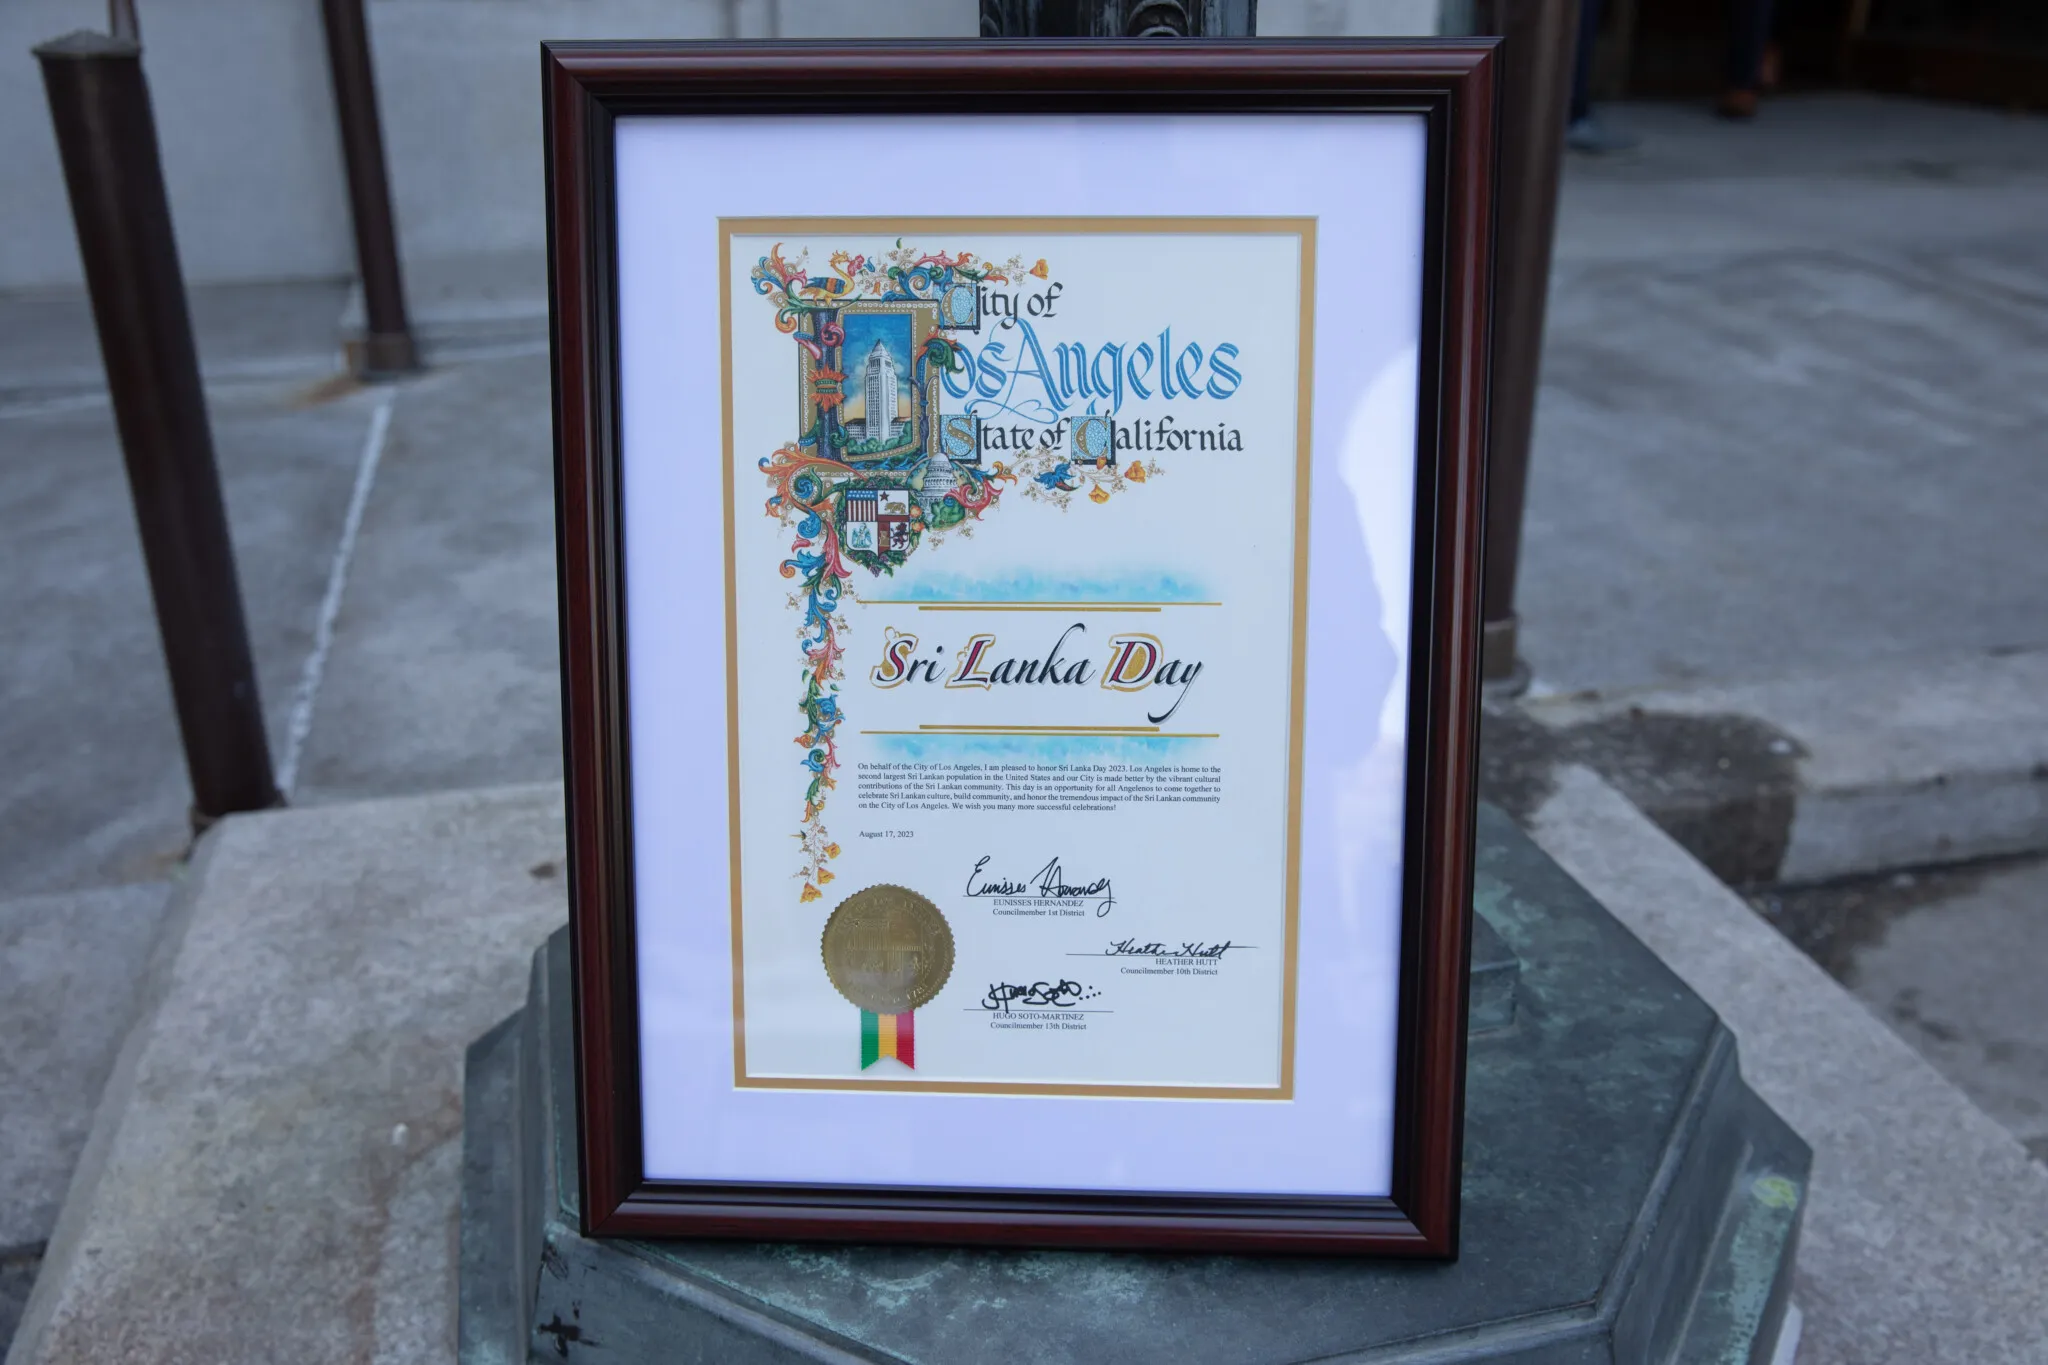 City of
Los Angeles
State of California
Sri Lanka Day
On behalf of the City of Los Angeles, I am pleased to honor Sri Lanka Day 2023. Los Angeles is home to the
second largest Sri Lankan population in the United States and our City is made better by the vibrant cultural
contributions of the Sri Lankan community. This day is an opportunity for all Angelenos to come together to
celebrate Sri Lankan culture, build community, and honor the tremendous impact of the Sri Lankan community
on the City of Los Angeles. We wish you many more successful celebrations!
August 17, 2023
Eunisses Hernandez
EUNISSES HERNANDEZ
Councilmember 1st District
Heather Hutt
HEATHER HUTT
Councilmember 10th District
HUGO SOTO-MARTINEZ
Councilmember 13th District